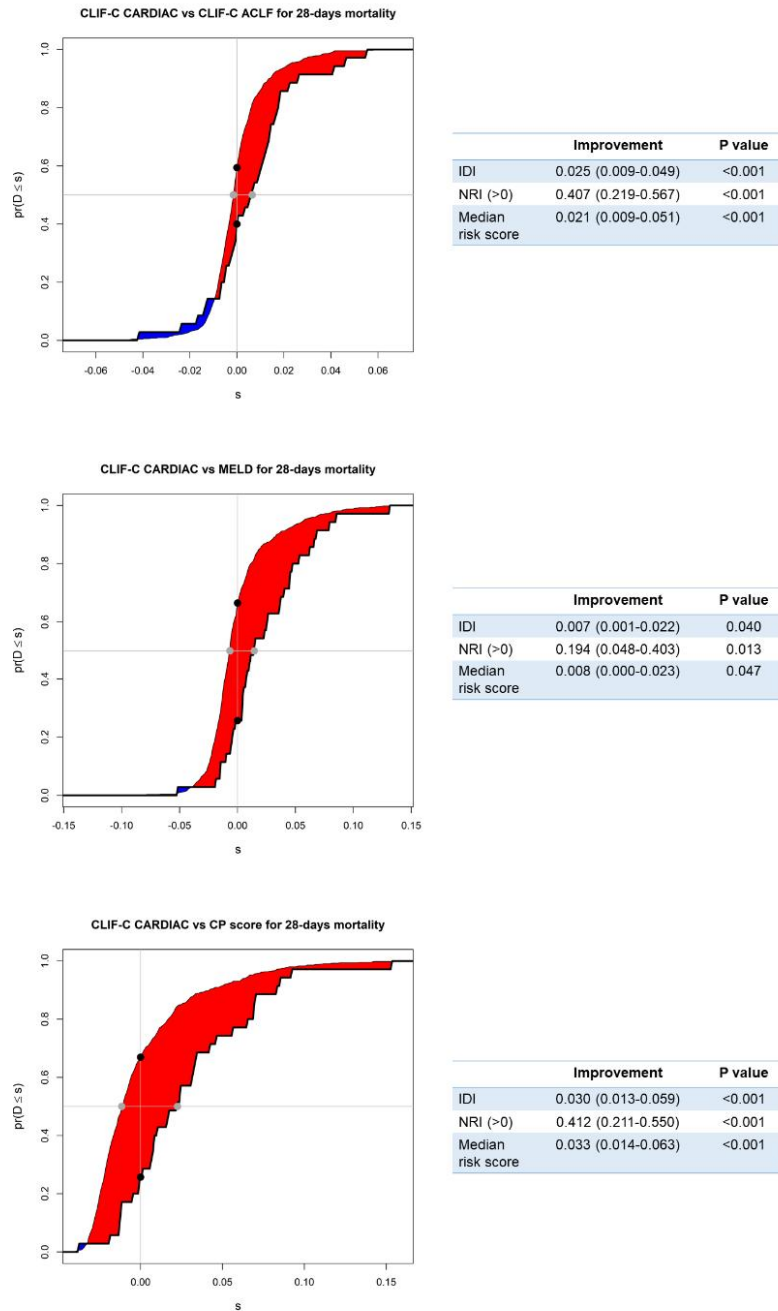 CLIF-C CARDIAC vs CLIF-C ACLF for 28-days mortality
1.0
0.8
0.6
0.4
0.2
0.0
pr(D ≤ s)
-0.06 -0.04 -0.02 0.00 0.02 0.04 0.06
s
Improvement P value
IDI 0.025 (0.009-0.049) <0.001
NRI (>0) 0.407 (0.219-0.567) <0.001
Median 0.021 (0.009-0.051) <0.001
risk score
CLIF-C CARDIAC vs MELD for 28-days mortality
1.0
0.8
0.6
0.4
0.2
0.0
pr(D ≤ s)
-0.15 -0.10 -0.05 0.00 0.05 0.10 0.15
s
Improvement P value
IDI 0.007 (0.001-0.022) 0.040
NRI (>0) 0.194 (0.048-0.403) 0.013
Median 0.008 (0.000-0.023) 0.047
risk score
CLIF-C CARDIAC vs CP score for 28-days mortality
1.0
0.8
0.6
0.4
0.2
0.0
pr(D ≤ s)
0.00 0.05 0.10 0.15
s
Improvement P value
IDI 0.030 (0.013-0.059) <0.001
NRI (>0) 0.412 (0.211-0.550) <0.001
Median 0.033 (0.014-0.063) <0.001
risk score